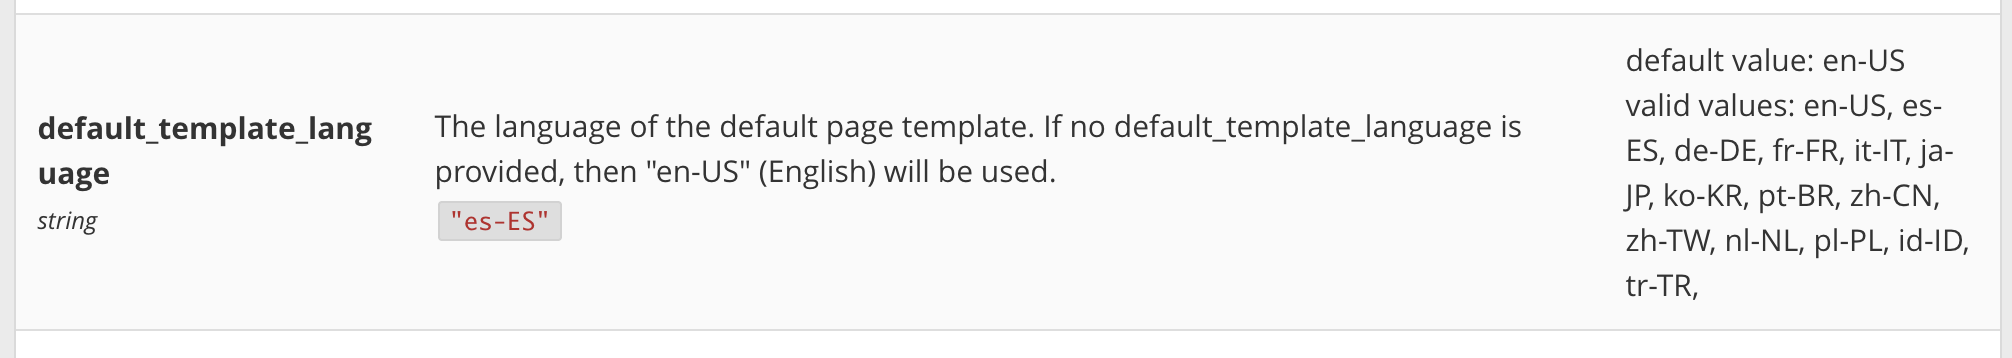 default_template_lang
uage
string
The language of the default page template. If no default_template_language is
provided, then "en-US" (English) will be used.
"es-ES"
default value: en-US
valid values: en-US, es-
ES, de-DE, fr-FR, it-IT, ja-
JP, ko-KR, pt-BR, zh-CN,
zh-TW, nl-NL, pl-PL, id-ID,
tr-TR,